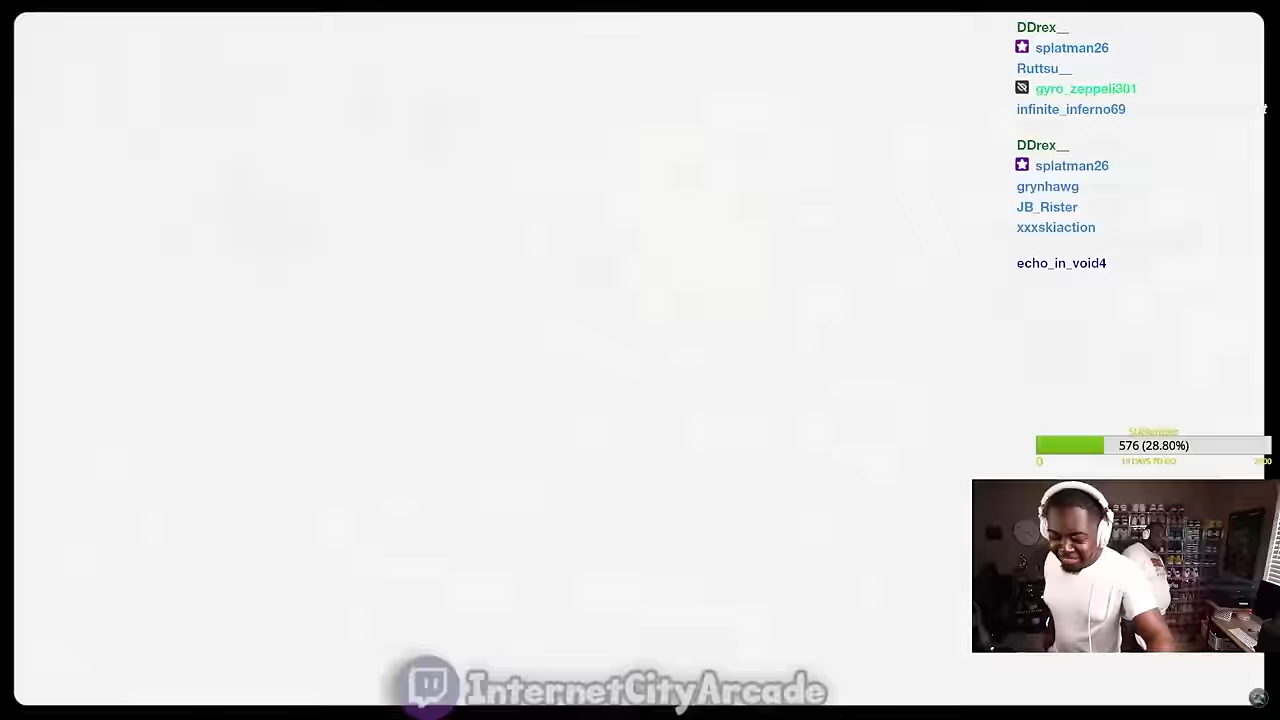 DDrex__
splatman26
Ruttsu__
gyro_zeppeli301
infinite_inferno69
DDrex__
splatman26
grynhawg
JB_Rister
xxxskiaction
echo_in_void4
576 (28.80%)
0
InternetCityArcade